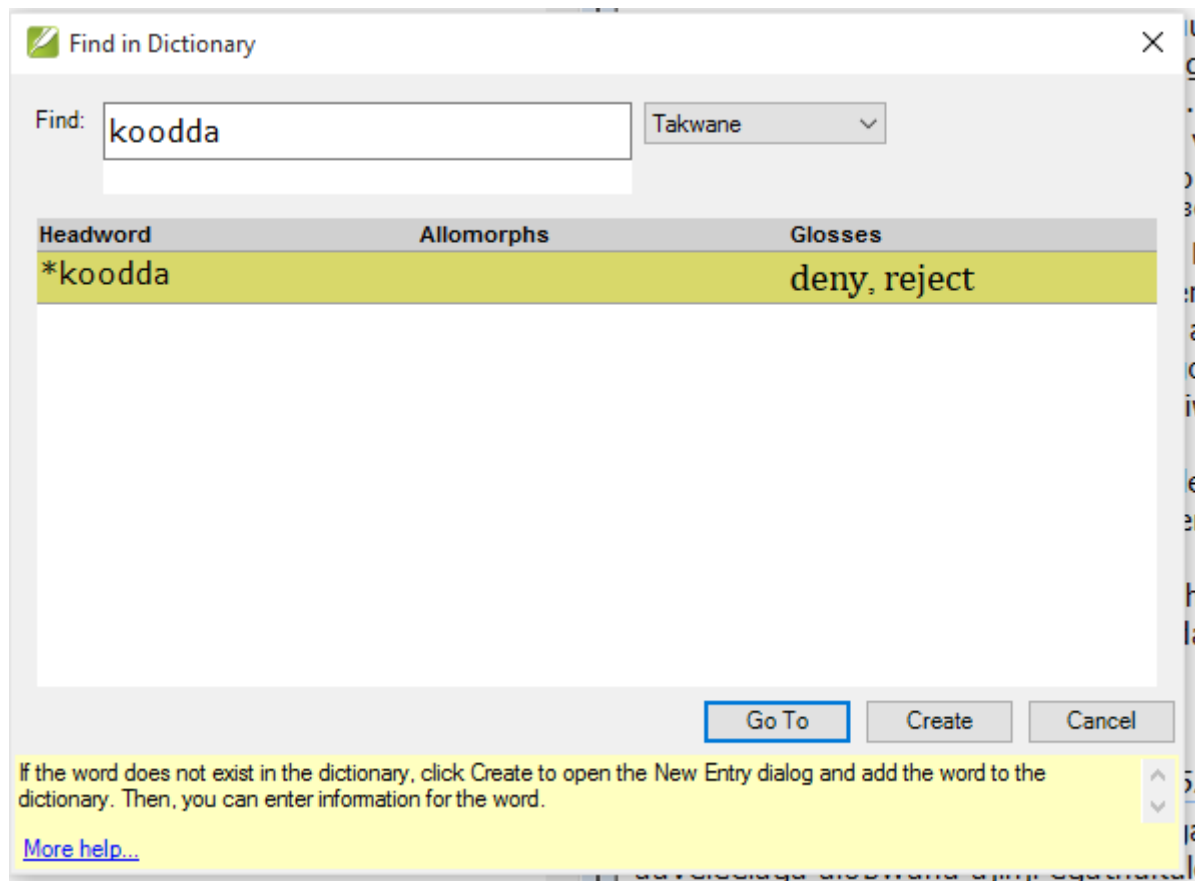 Find in Dictionary
Find:
koodda
Takwane
Headword Allomorphs Glosses
*koodda deny, reject
Go To Create Cancel
If the word does not exist in the dictionary, click Create to open the New Entry dialog and add the word to the
dictionary. Then, you can enter information for the word.
More help...